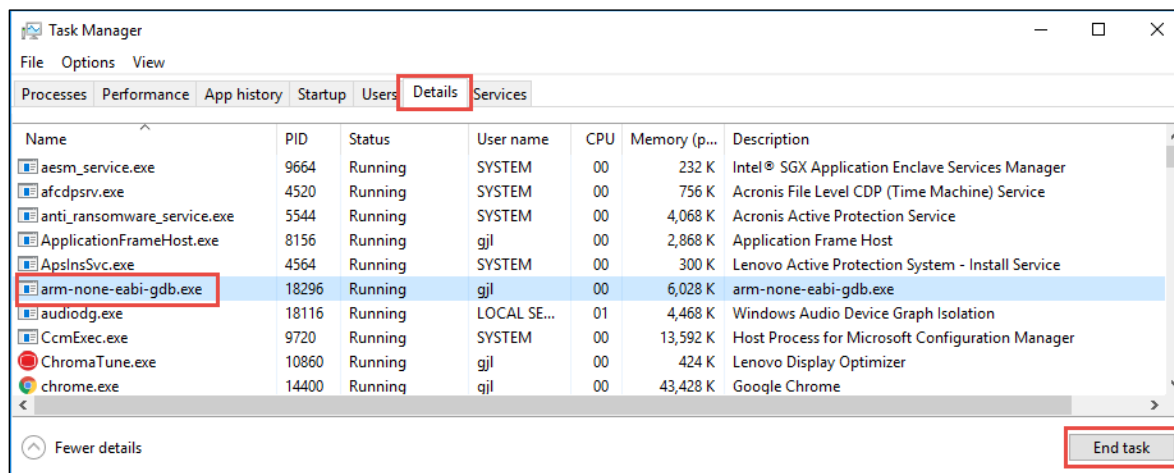 Task Manager
File Options View
Processes Performance App history Startup Users Details Services
Name PID Status User name CPU Memory (p... Description
aesm_service.exe 9664 Running SYSTEM 00 232 K Intel® SGX Application Enclave Services Manager
afcdpsrv.exe 4520 Running SYSTEM 00 756 K Acronis File Level CDP (Time Machine) Service
anti_ransomware_service.exe 5544 Running SYSTEM 00 4,068 K Acronis Active Protection Service
ApplicationFrameHost.exe 8156 Running gjl 00 2,868 K Application Frame Host
ApsInsSvc.exe 4564 Running SYSTEM 00 300 K Lenovo Active Protection System - Install Service
arm-none-eabi-gdb.exe 18296 Running gjl 00 6,028 K arm-none-eabi-gdb.exe
audiodg.exe 18116 Running LOCAL SE... 01 4,468 K Windows Audio Device Graph Isolation
CcmExec.exe 9720 Running SYSTEM 00 13,592 K Host Process for Microsoft Configuration Manager
ChromaTune.exe 10860 Running gjl 00 424 K Lenovo Display Optimizer
chrome.exe 14400 Running gjl 00 43,428 K Google Chrome
Fewer details End task